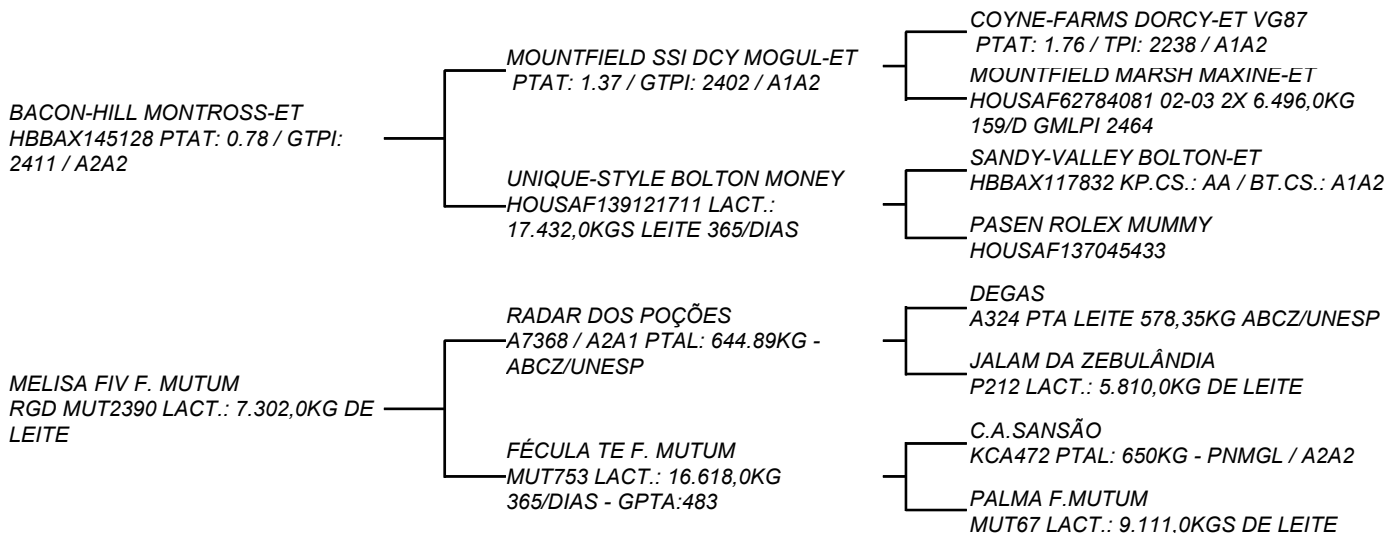 BACON-HILL MONTROSS-ET
HBBAX145128 PTAT: 0.78 / GTPI:
2411 / A2A2
MELISA FIV F. MUTUM
RGD MUT2390 LACT.: 7.302,0KG DE
LEITE
MOUNTFIELD SSI DCY MOGUL-ET
PTAT: 1.37 / GTPI: 2402 / A1A2
UNIQUE-STYLE BOLTON MONEY
HOUSAF139121711 LACT.:
17.432,0KGS LEITE 365/DIAS
RADAR DOS POÇÕES
A7368 / A2A1 PTAL: 644.89KG -
ABCZ/UNESP
FÉCULA TE F. MUTUM
MUT753 LACT.: 16.618,0KG
365/DIAS - GPTA:483
COYNE-FARMS DORCY-ET VG87
PTAT: 1.76 / TPI: 2238 / A1A2
MOUNTFIELD MARSH MAXINE-ET
HOUSAF62784081 02-03 2X 6.496,0KG
159/D GMLPI 2464
SANDY-VALLEY BOLTON-ET
HBBAX117832 KP.CS.: AA / BT.CS.: A1A2
PASEN ROLEX MUMMY
HOUSAF137045433
DEGAS
A324 PTA LEITE 578,35KG ABCZ/UNESP
JALAM DA ZEBULÂNDIA
P212 LACT.: 5.810,0KG DE LEITE
C.A.SANSÃO
KCA472 PTAL: 650KG - PNMGL / A2A2
PALMA F.MUTUM
MUT67 LACT.: 9.111,0KGS DE LEITE